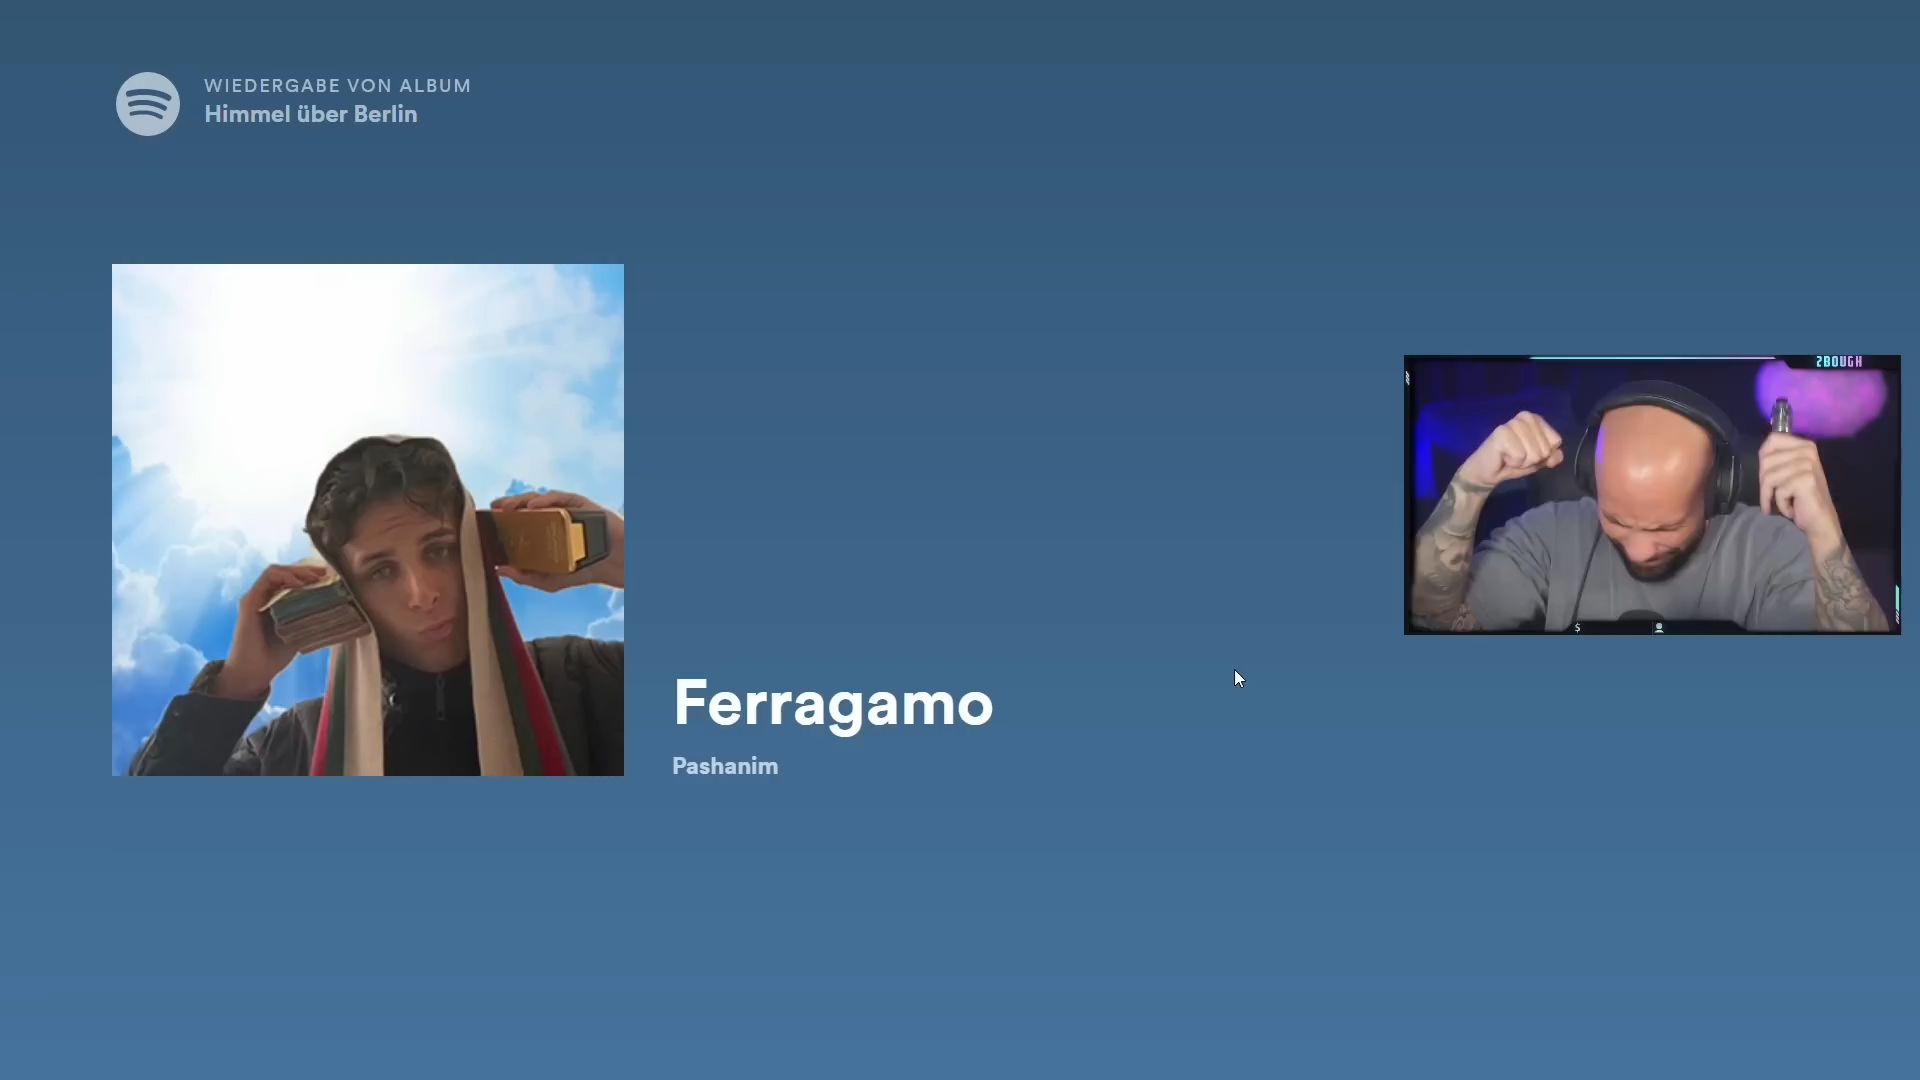 WIEDERGABE VON ALBUM
Himmel über Berlin
2BOUGH
Ferragamo
Pashanim
$